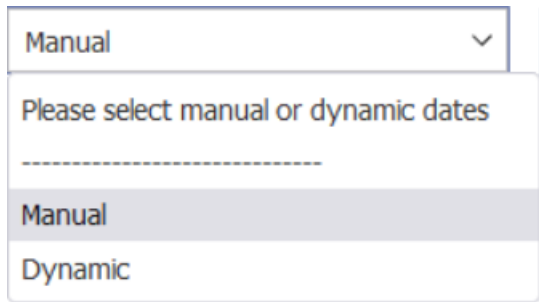 Manual
Please select manual or dynamic dates
------------------------------
Manual
Dynamic